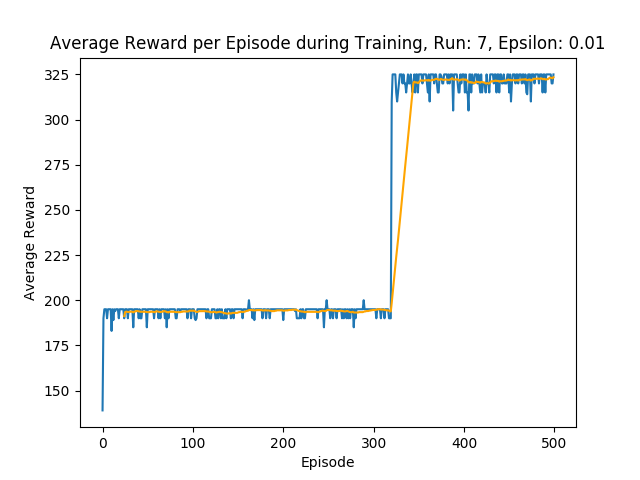 Average Reward per Episode during Training, Run: 7, Epsilon: 0.01
325
300
275
250
225
200
175
150
Average Reward
0 100 200 300 400 500
Episode